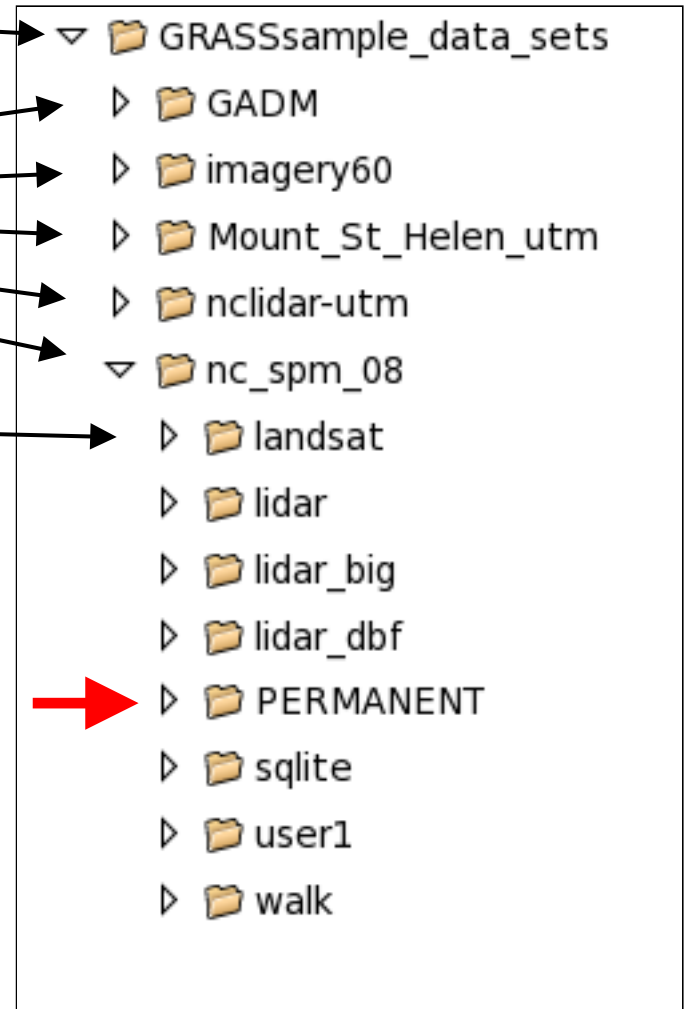 GRASSsample_data_sets
GADM
imagery60
Mount_St_Helen_utm
nclidar-utm
nc_spm_08
landsat
lidar
lidar_big
lidar_dbf
PERMANENT
sqlite
user1
walk